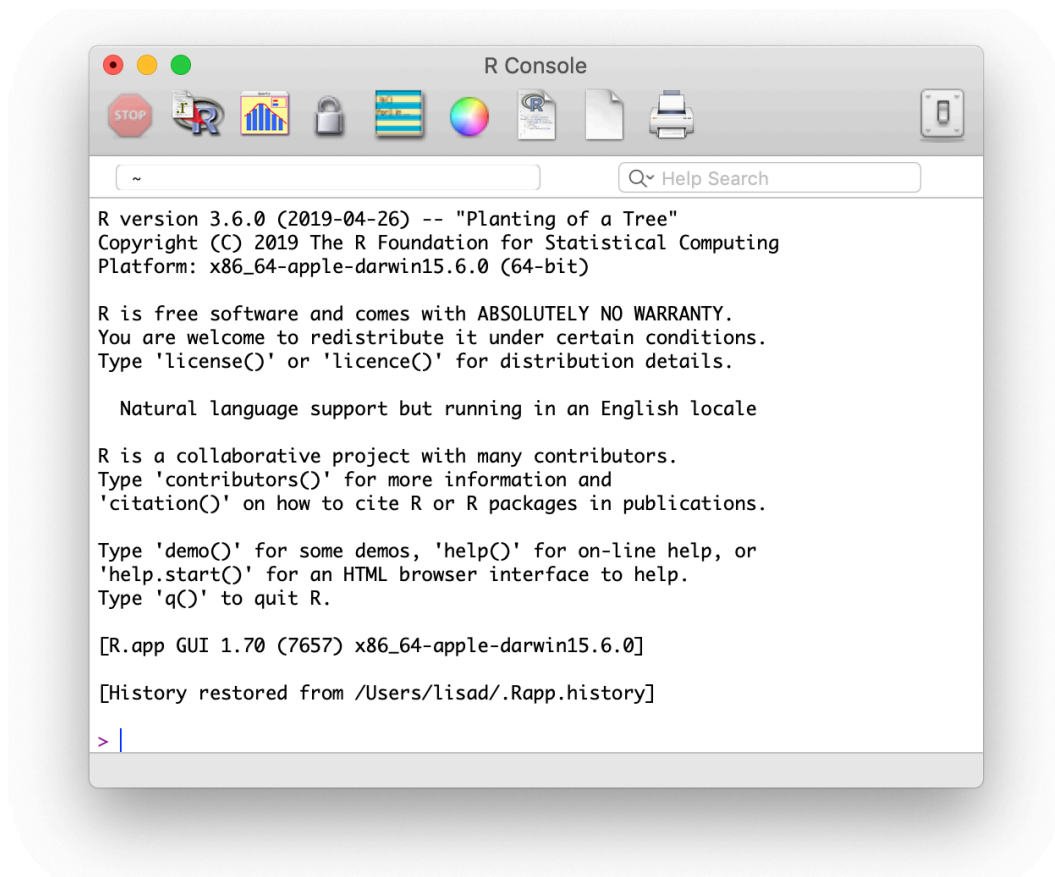 R Console
STOP
~
Help Search
R version 3.6.0 (2019-04-26) -- "Planting of a Tree"
Copyright (C) 2019 The R Foundation for Statistical Computing
Platform: x86_64-apple-darwin15.6.0 (64-bit)
R is free software and comes with ABSOLUTELY NO WARRANTY.
You are welcome to redistribute it under certain conditions.
Type 'license()' or 'licence()' for distribution details.
Natural language support but running in an English locale
R is a collaborative project with many contributors.
Type 'contributors()' for more information and
'citation()' on how to cite R or R packages in publications.
Type 'demo()' for some demos, 'help()' for on-line help, or
'help.start()' for an HTML browser interface to help.
Type 'q()' to quit R.
[R.app GUI 1.70 (7657) x86_64-apple-darwin15.6.0]
[History restored from /Users/lisad/.Rapp.history]
>